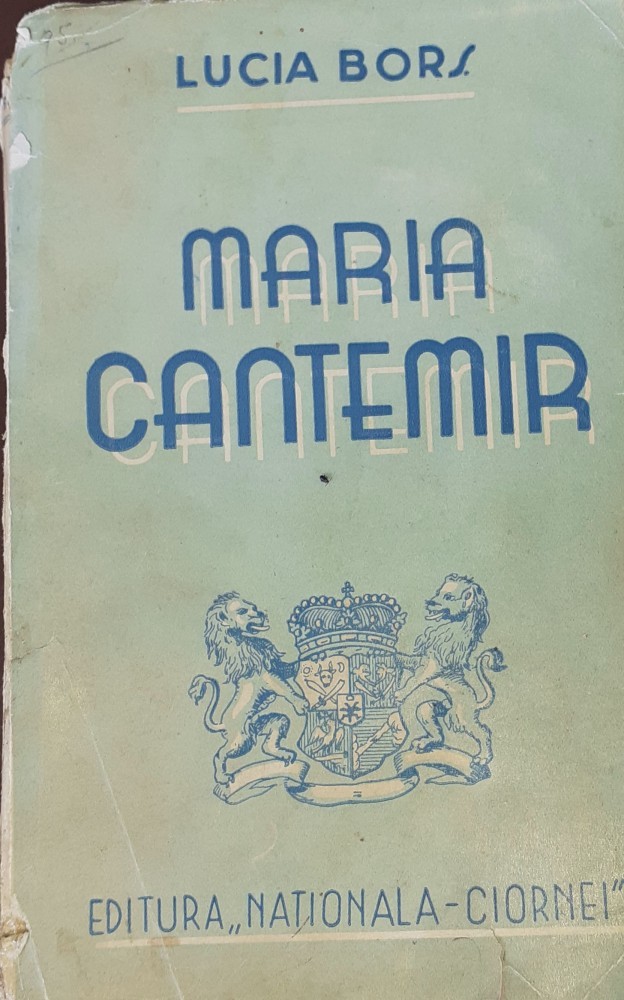 LUCIA BORS.
MARIA
CANTEMIR
EDITURA „NATIONALA-CIORNEI"